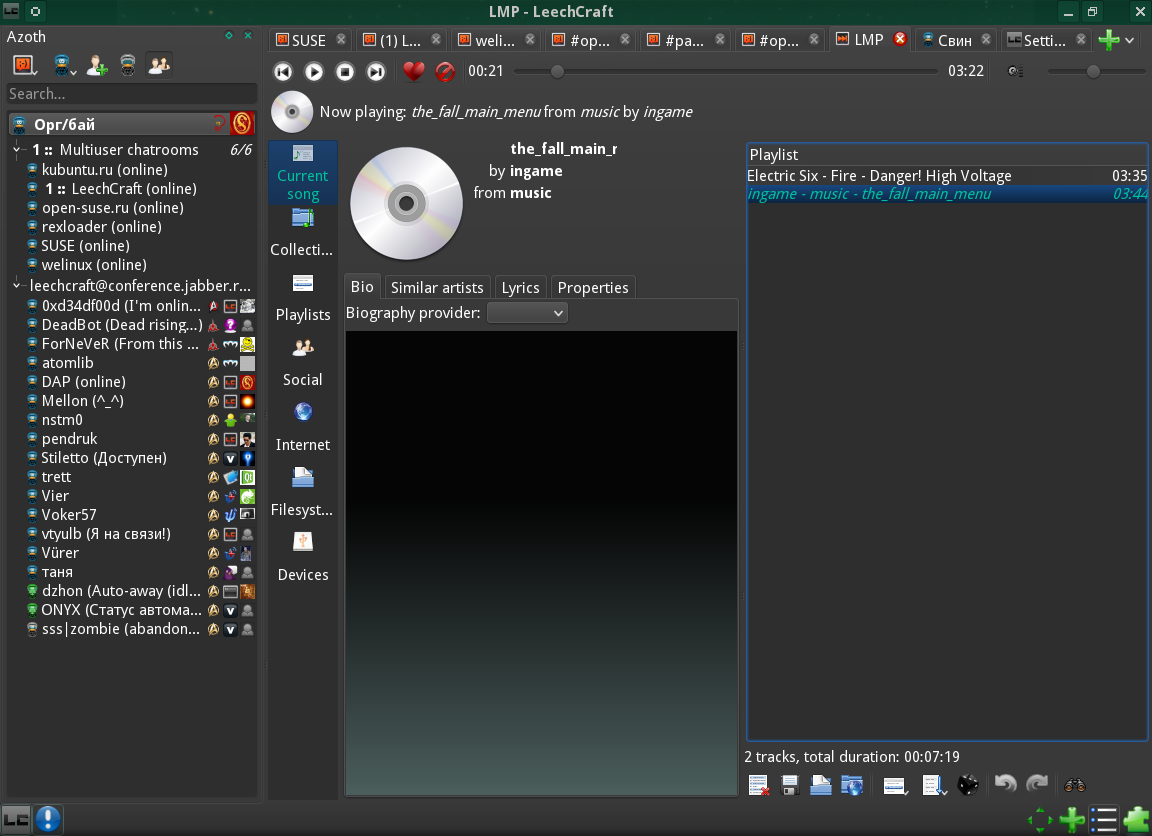 LMP - LeechCraft
Azoth
Search...
Орг/бай
1 :: Multiuser chatrooms 6/6
kubuntu.ru (online)
1 :: LeechCraft (online)
open-suse.ru (online)
rexloader (online)
SUSE (online)
welinux (online)
leechcraft@conference.jabber.r...
0xd34df00d (I'm onlin...
DeadBot (Dead rising...)
ForNeVeR (From this ...
atomlib
DAP (online)
Mellon (^_^)
nstm0
pendruk
Stiletto (Доступен)
trett
Vier
Voker57
vtyulb (Я на связи!)
Vürer
таня
dzhon (Auto-away (idl...
ONYX (Статус автома...
sss|zombie (abandon...
SUSE (1) L... weli... #op... #pa... #op... LMP Свин Setti...
00:21 03:22
Now playing: the_fall_main_menu from music by ingame
Current
song
Collecti...
Playlists
Social
Internet
Filesyst...
Devices
the_fall_main_r
by ingame
from music
Bio Similar artists Lyrics Properties
Biography provider:
Playlist
Electric Six - Fire - Danger! High Voltage 03:35
ingame - music - the_fall_main_menu 03:44
2 tracks, total duration: 00:07:19
LC